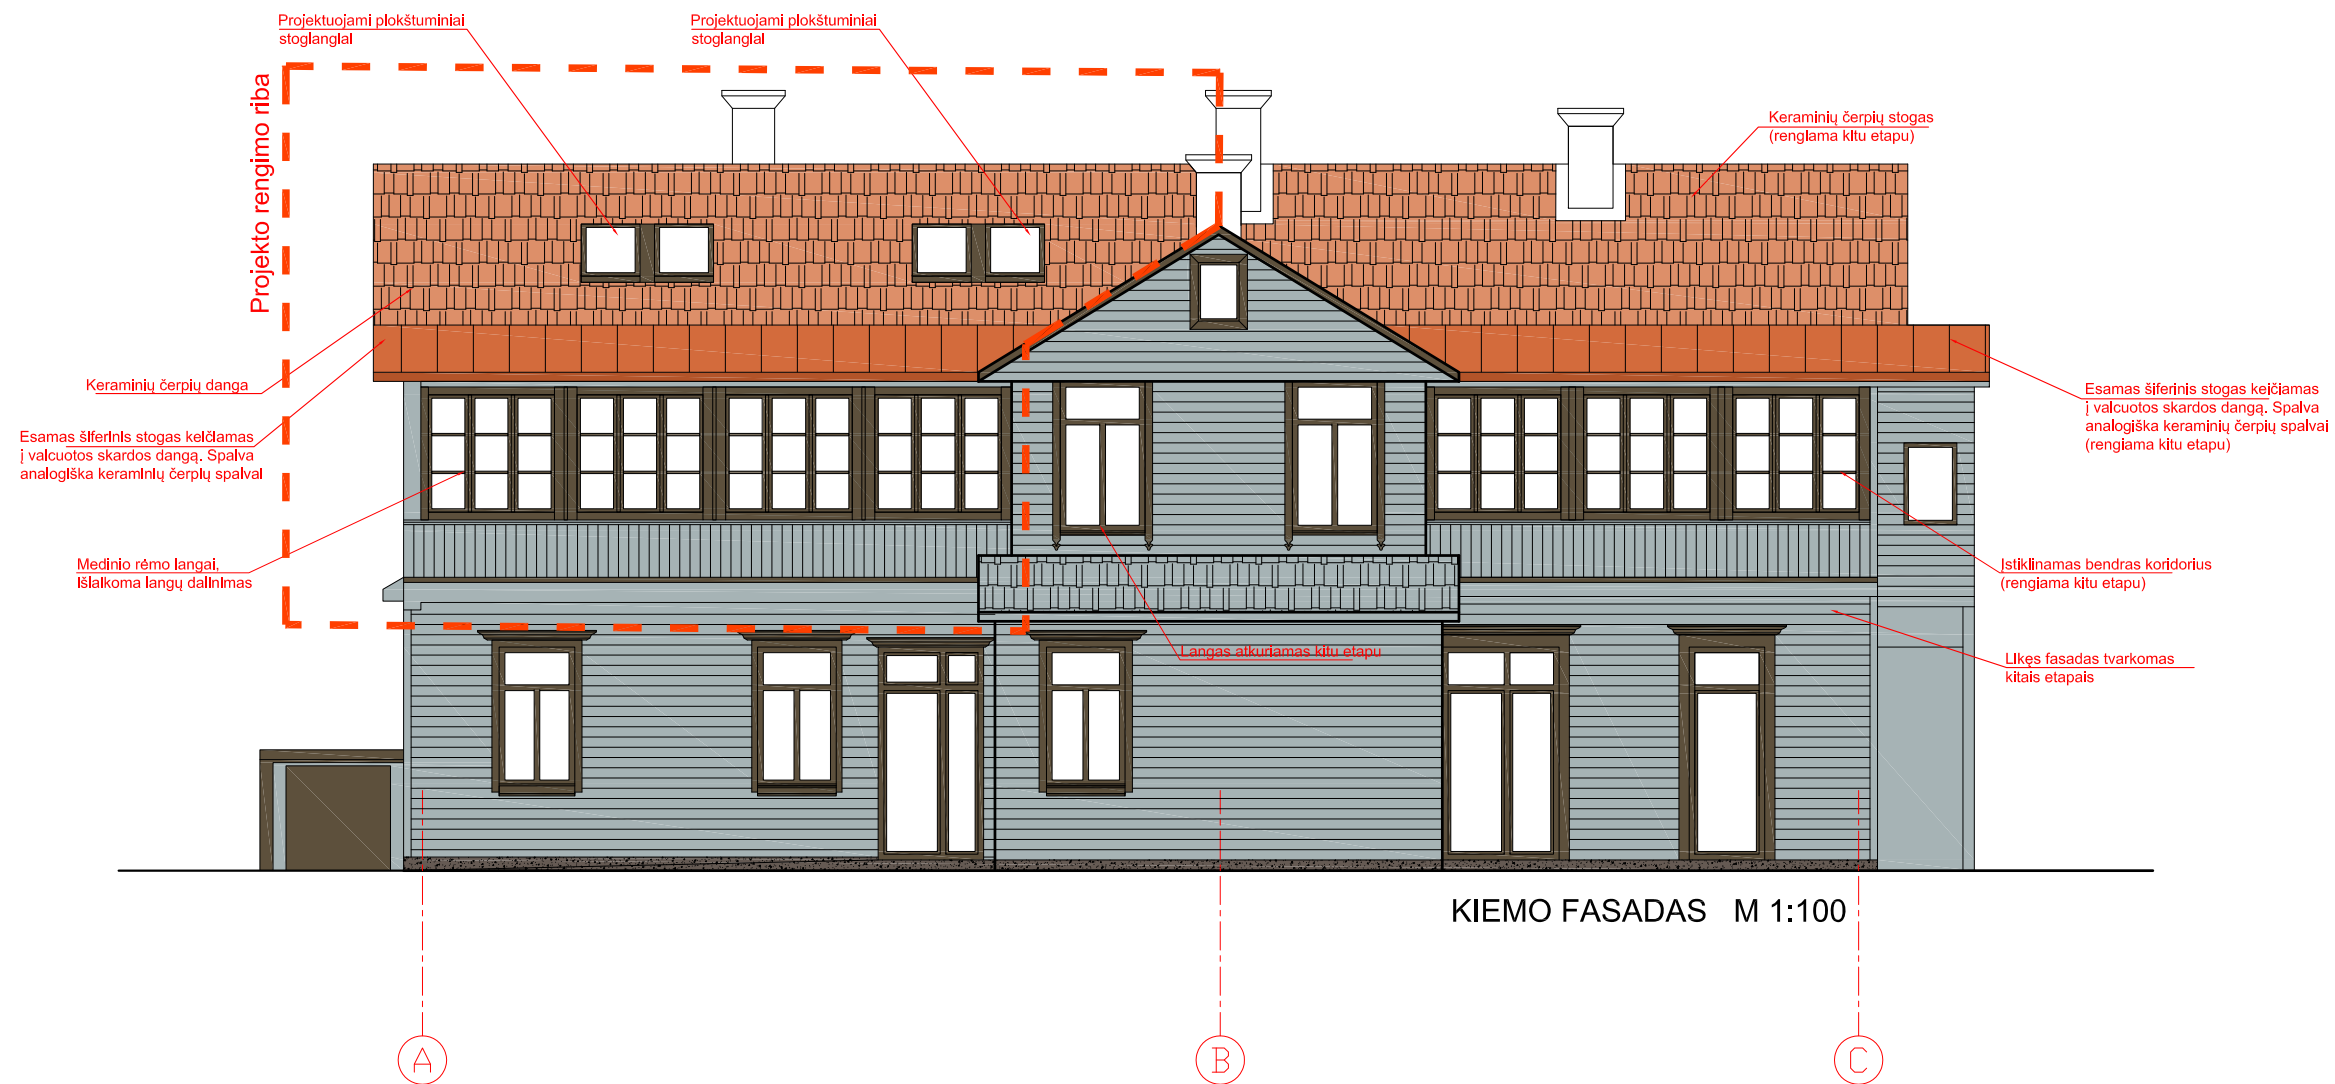 Projektuojami plokštuminiai
stoglangiai
Projektuojami plokštuminiai
stoglangiai
Projekto rengimo riba
Keraminių čerpių stogas
(rengiama kitu etapu)
Keraminių čerpių danga
Esamas šiferinis stogas keičiamas
į valcuotos skardos dangą. Spalva
analogiška keraminių čerpių spalvai
Medinio rėmo langai,
išlaikoma langų dalinimas
Esamas šiferinis stogas keičiamas
į valcuotos skardos dangą. Spalva
analogiška keraminių čerpių spalvai
(rengiama kitu etapu)
Įstiklinamas bendras koridorius
(rengiama kitu etapu)
Langas atkuriamas kitu etapu
Likęs fasadas tvarkomas
kitais etapais
KIEMO FASADAS M 1:100
A
B
C